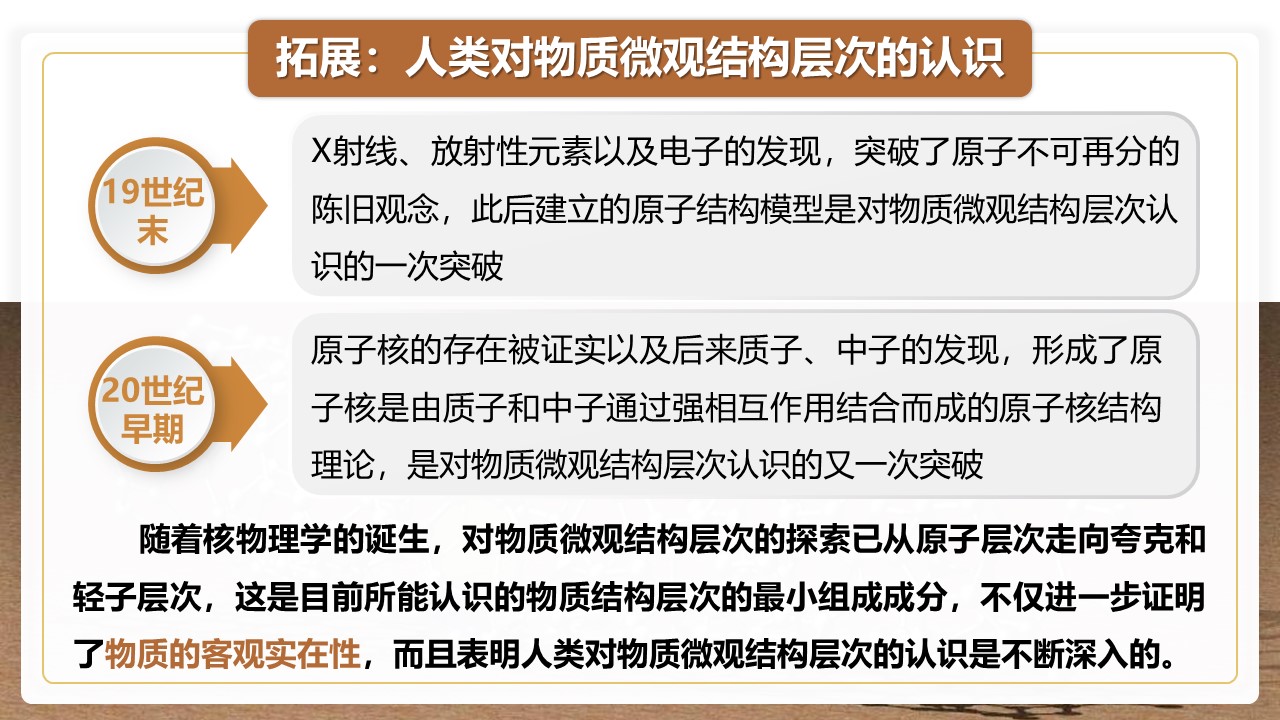 拓展：人类对物质微观结构层次的认识
19世纪
末
X射线、放射性元素以及电子的发现，突破了原子不可再分的
陈旧观念，此后建立的原子结构模型是对物质微观结构层次认
识的一次突破
20世纪
早期
原子核的存在被证实以及后来质子、中子的发现，形成了原
子核是由质子和中子通过强相互作用结合而成的原子核结构
理论，是对物质微观结构层次认识的又一次突破
随着核物理学的诞生，对物质微观结构层次的探索已从原子层次走向夸克和
轻子层次，这是目前所能认识的物质结构层次的最小组成成分，不仅进一步证明
了物质的客观实在性，而且表明人类对物质微观结构层次的认识是不断深入的。